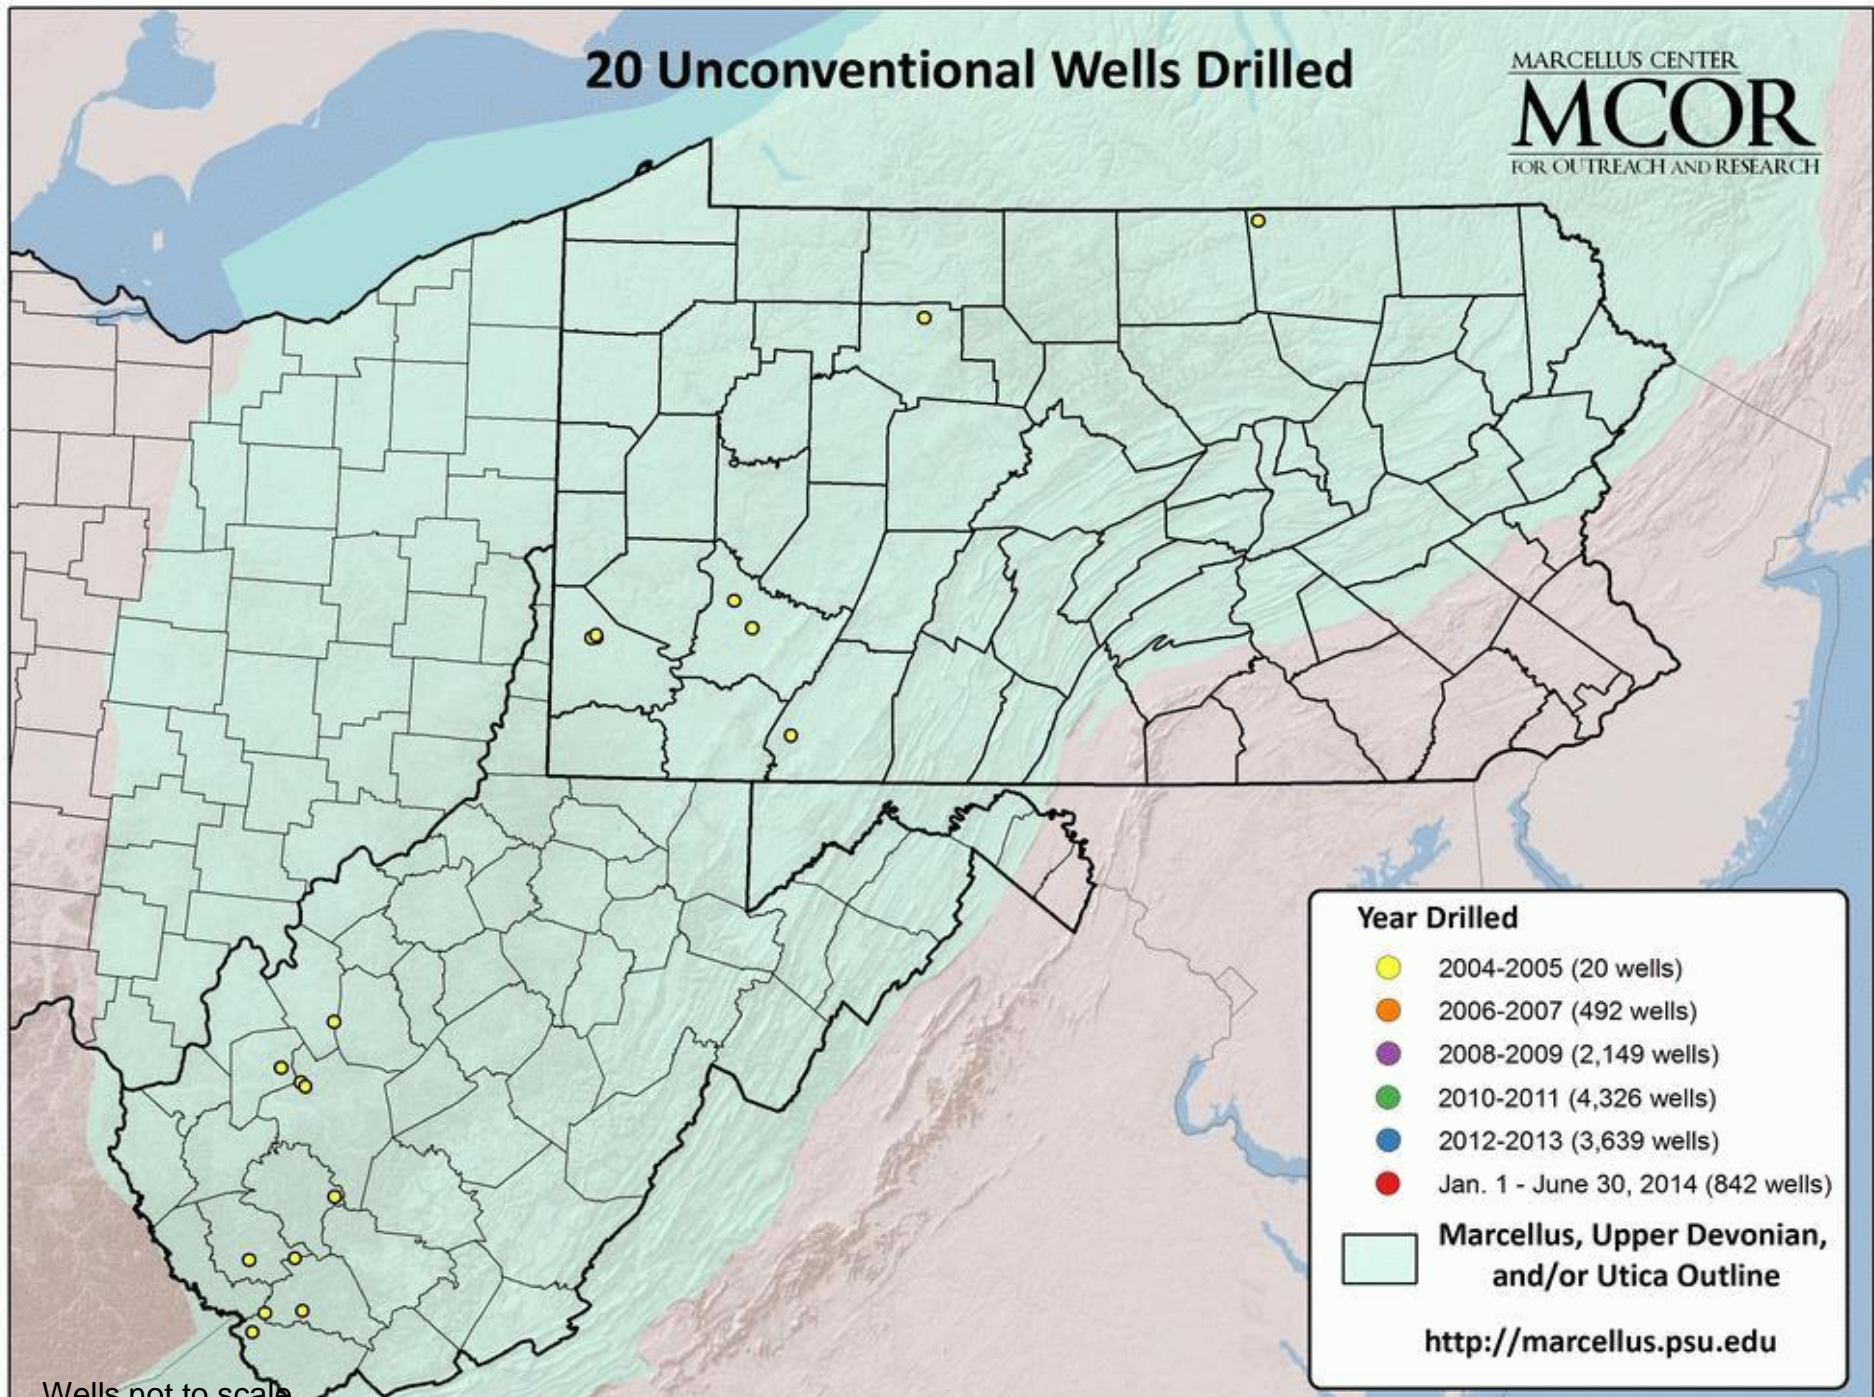 20 Unconventional Wells Drilled
MARCELLUS CENTER
MCOR
FOR OUTREACH AND RESEARCH
Year Drilled
2004-2005 (20 wells)
2006-2007 (492 wells)
2008-2009 (2,149 wells)
2010-2011 (4,326 wells)
2012-2013 (3,639 wells)
Jan. 1 - June 30, 2014 (842 wells)
Marcellus, Upper Devonian,
and/or Utica Outline
http://marcellus.psu.edu
Wells not to scale